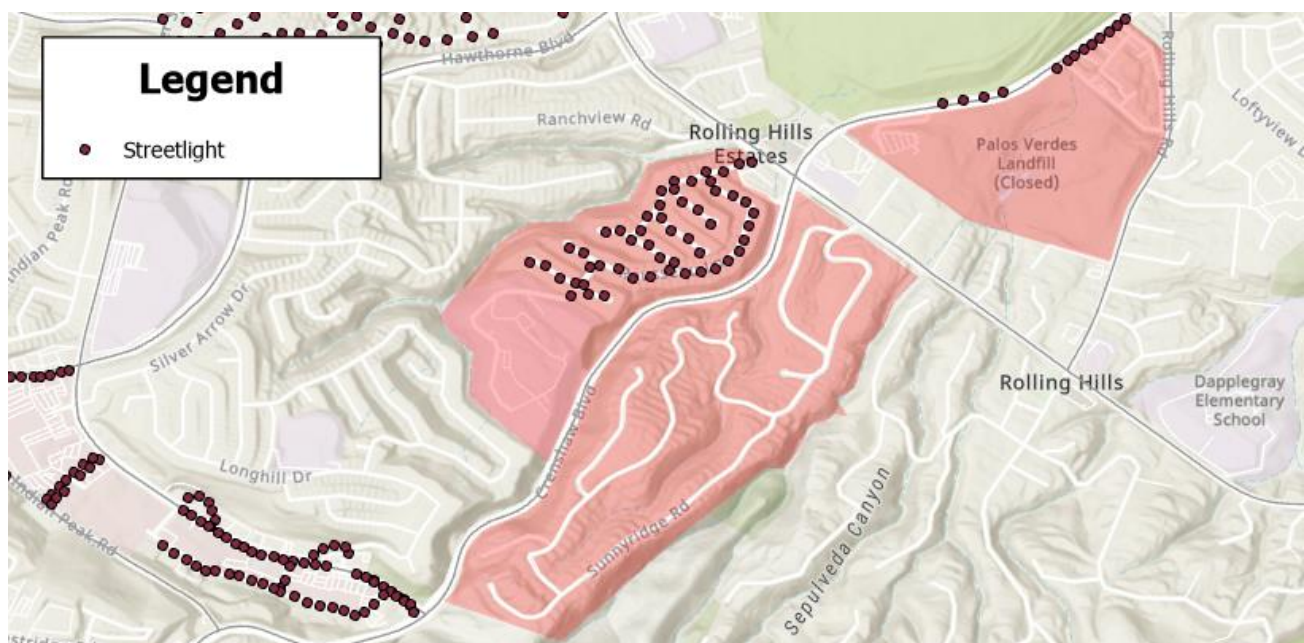 Legend
Streetlight
Hawthorne Blvd
Ranchview Rd
Rolling Hills
Estates
Rolling Hills Rd
Loftyview
Palos Verdes
Landfill
(Closed)
Indian Peak Rd
Silver Arrow Dr
Rolling Hills
Dapplegray
Elementary
School
Crenshaw Blvd
Longhill Dr
Indian Peak Rd
Sunnyridge Rd
Sepulveda Canyon